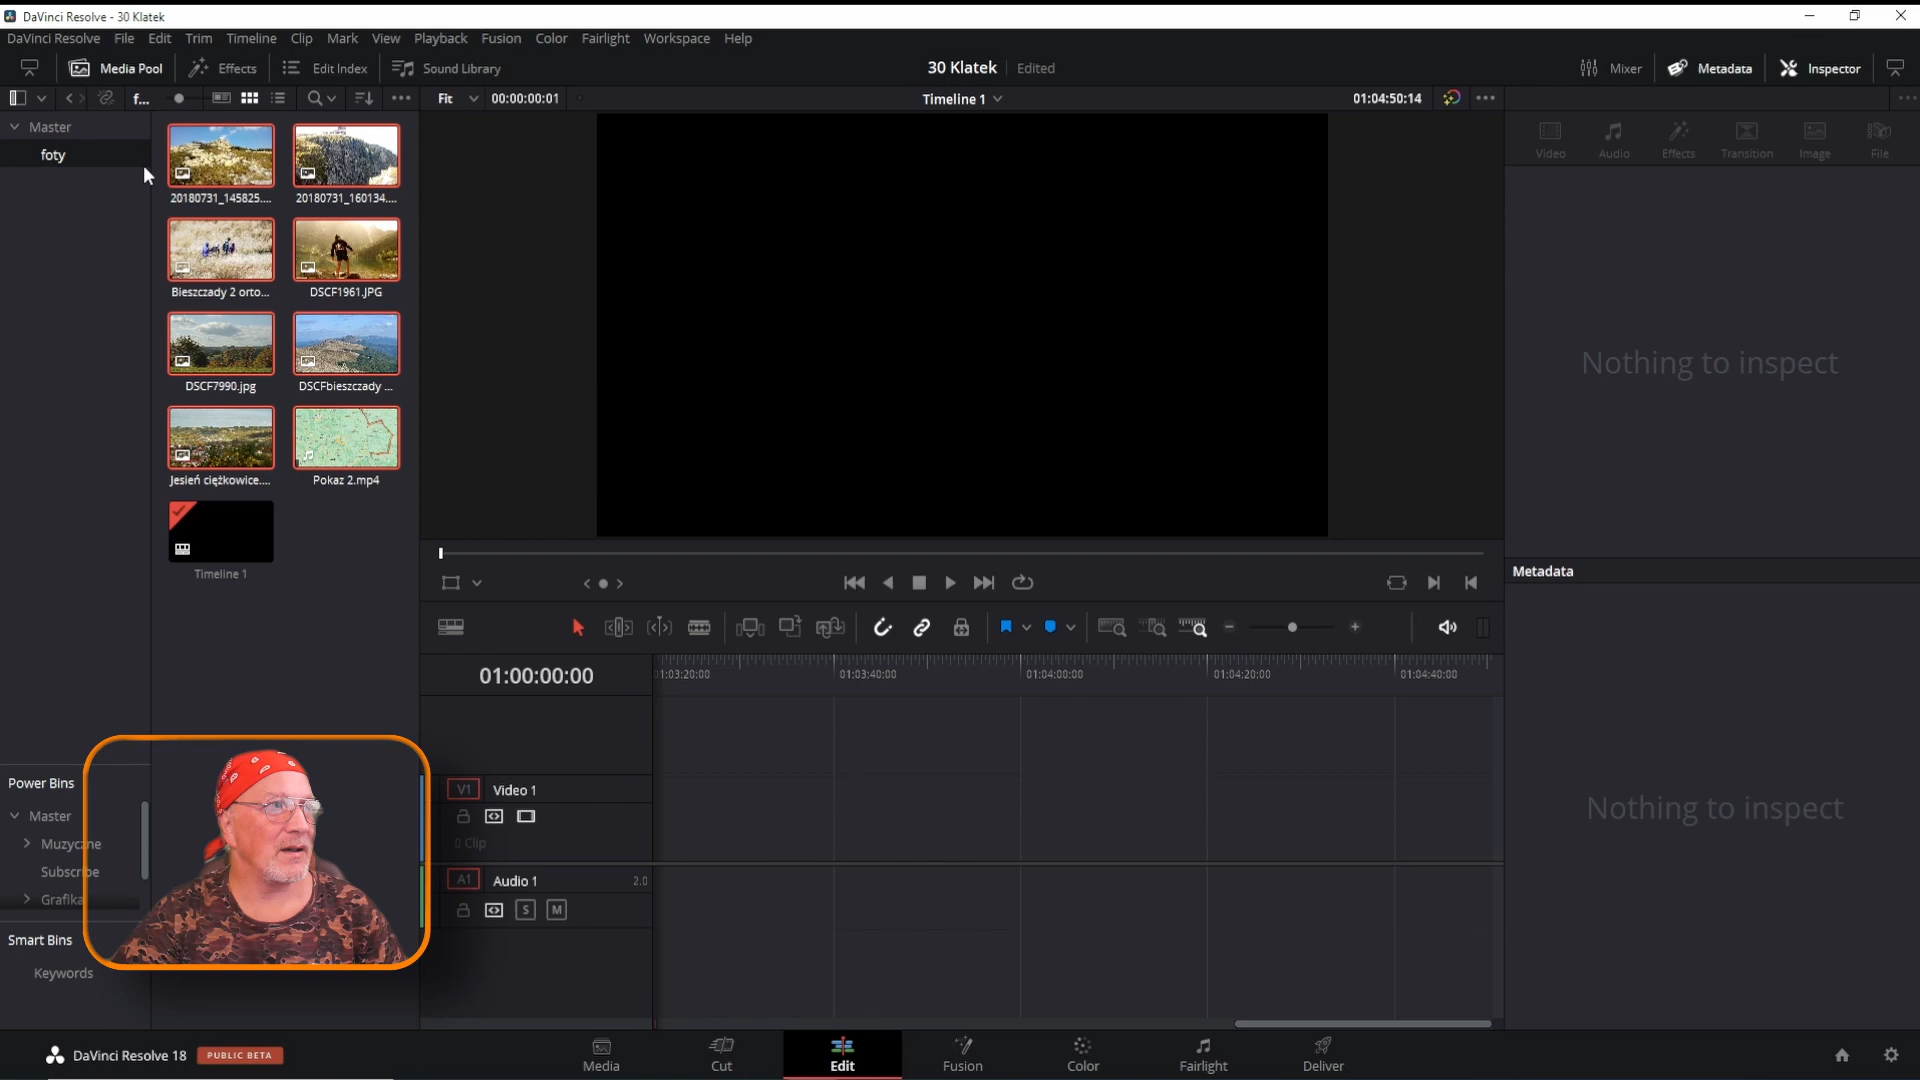 DaVinci Resolve - 30 Klatek
DaVinci Resolve File Edit Trim Timeline Clip Mark View Playback Fusion Color Fairlight Workspace Help
Media Pool Effects Edit Index Sound Library 30 Klatek Edited Mixer Metadata Inspector
f... Fit 00:00:00:01 Timeline 1 01:04:50:14
Master
foty
20180731_145825.... 20180731_160134....
Bieszczady 2 orto... DSCF1961.JPG
DSCF7990.jpg DSCFbieszczady ...
Jesień ciężkowice.... Pokaz 2.mp4
Timeline 1
Video Audio Effects Transition Image File
Nothing to inspect
Metadata
Nothing to inspect
01:00:00:00
01:03:20:00 01:03:40:00 01:04:00:00 01:04:20:00 01:04:40:00
V1 Video 1
0 Clip
A1 Audio 1 2.0
S M
Power Bins
Master
Muzyczne
Subscribe
Grafika
Smart Bins
Keywords
DaVinci Resolve 18 PUBLIC BETA
Media Cut Edit Fusion Color Fairlight Deliver